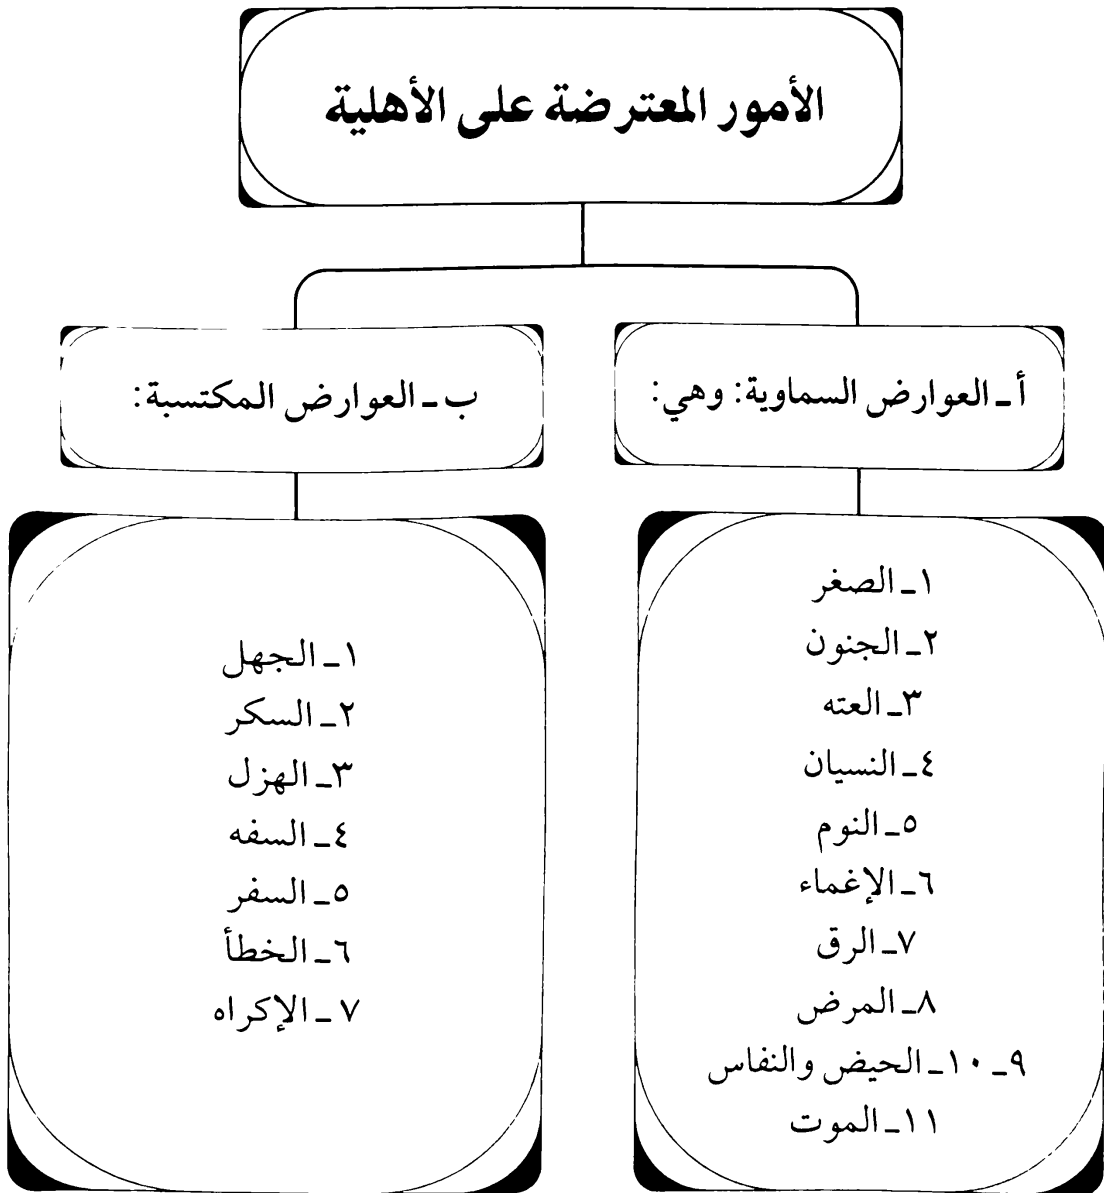 الأمور المعترضة على الأهلية
أ ـ العوارض السماوية: وهي:
١ ـ الصغر
٢ ـ الجنون
٣ ـ العته
٤ ـ النسيان
٥ ـ النوم
٦ ـ الإغماء
٧ ـ الرق
٨ ـ المرض
٩ ـ ١٠ ـ الحيض والنفاس
١١ ـ الموت
ب ـ العوارض المكتسبة:
١ ـ الجهل
٢ ـ السكر
٣ ـ الهزل
٤ ـ السفه
٥ ـ السفر
٦ ـ الخطأ
٧ ـ الإكراه